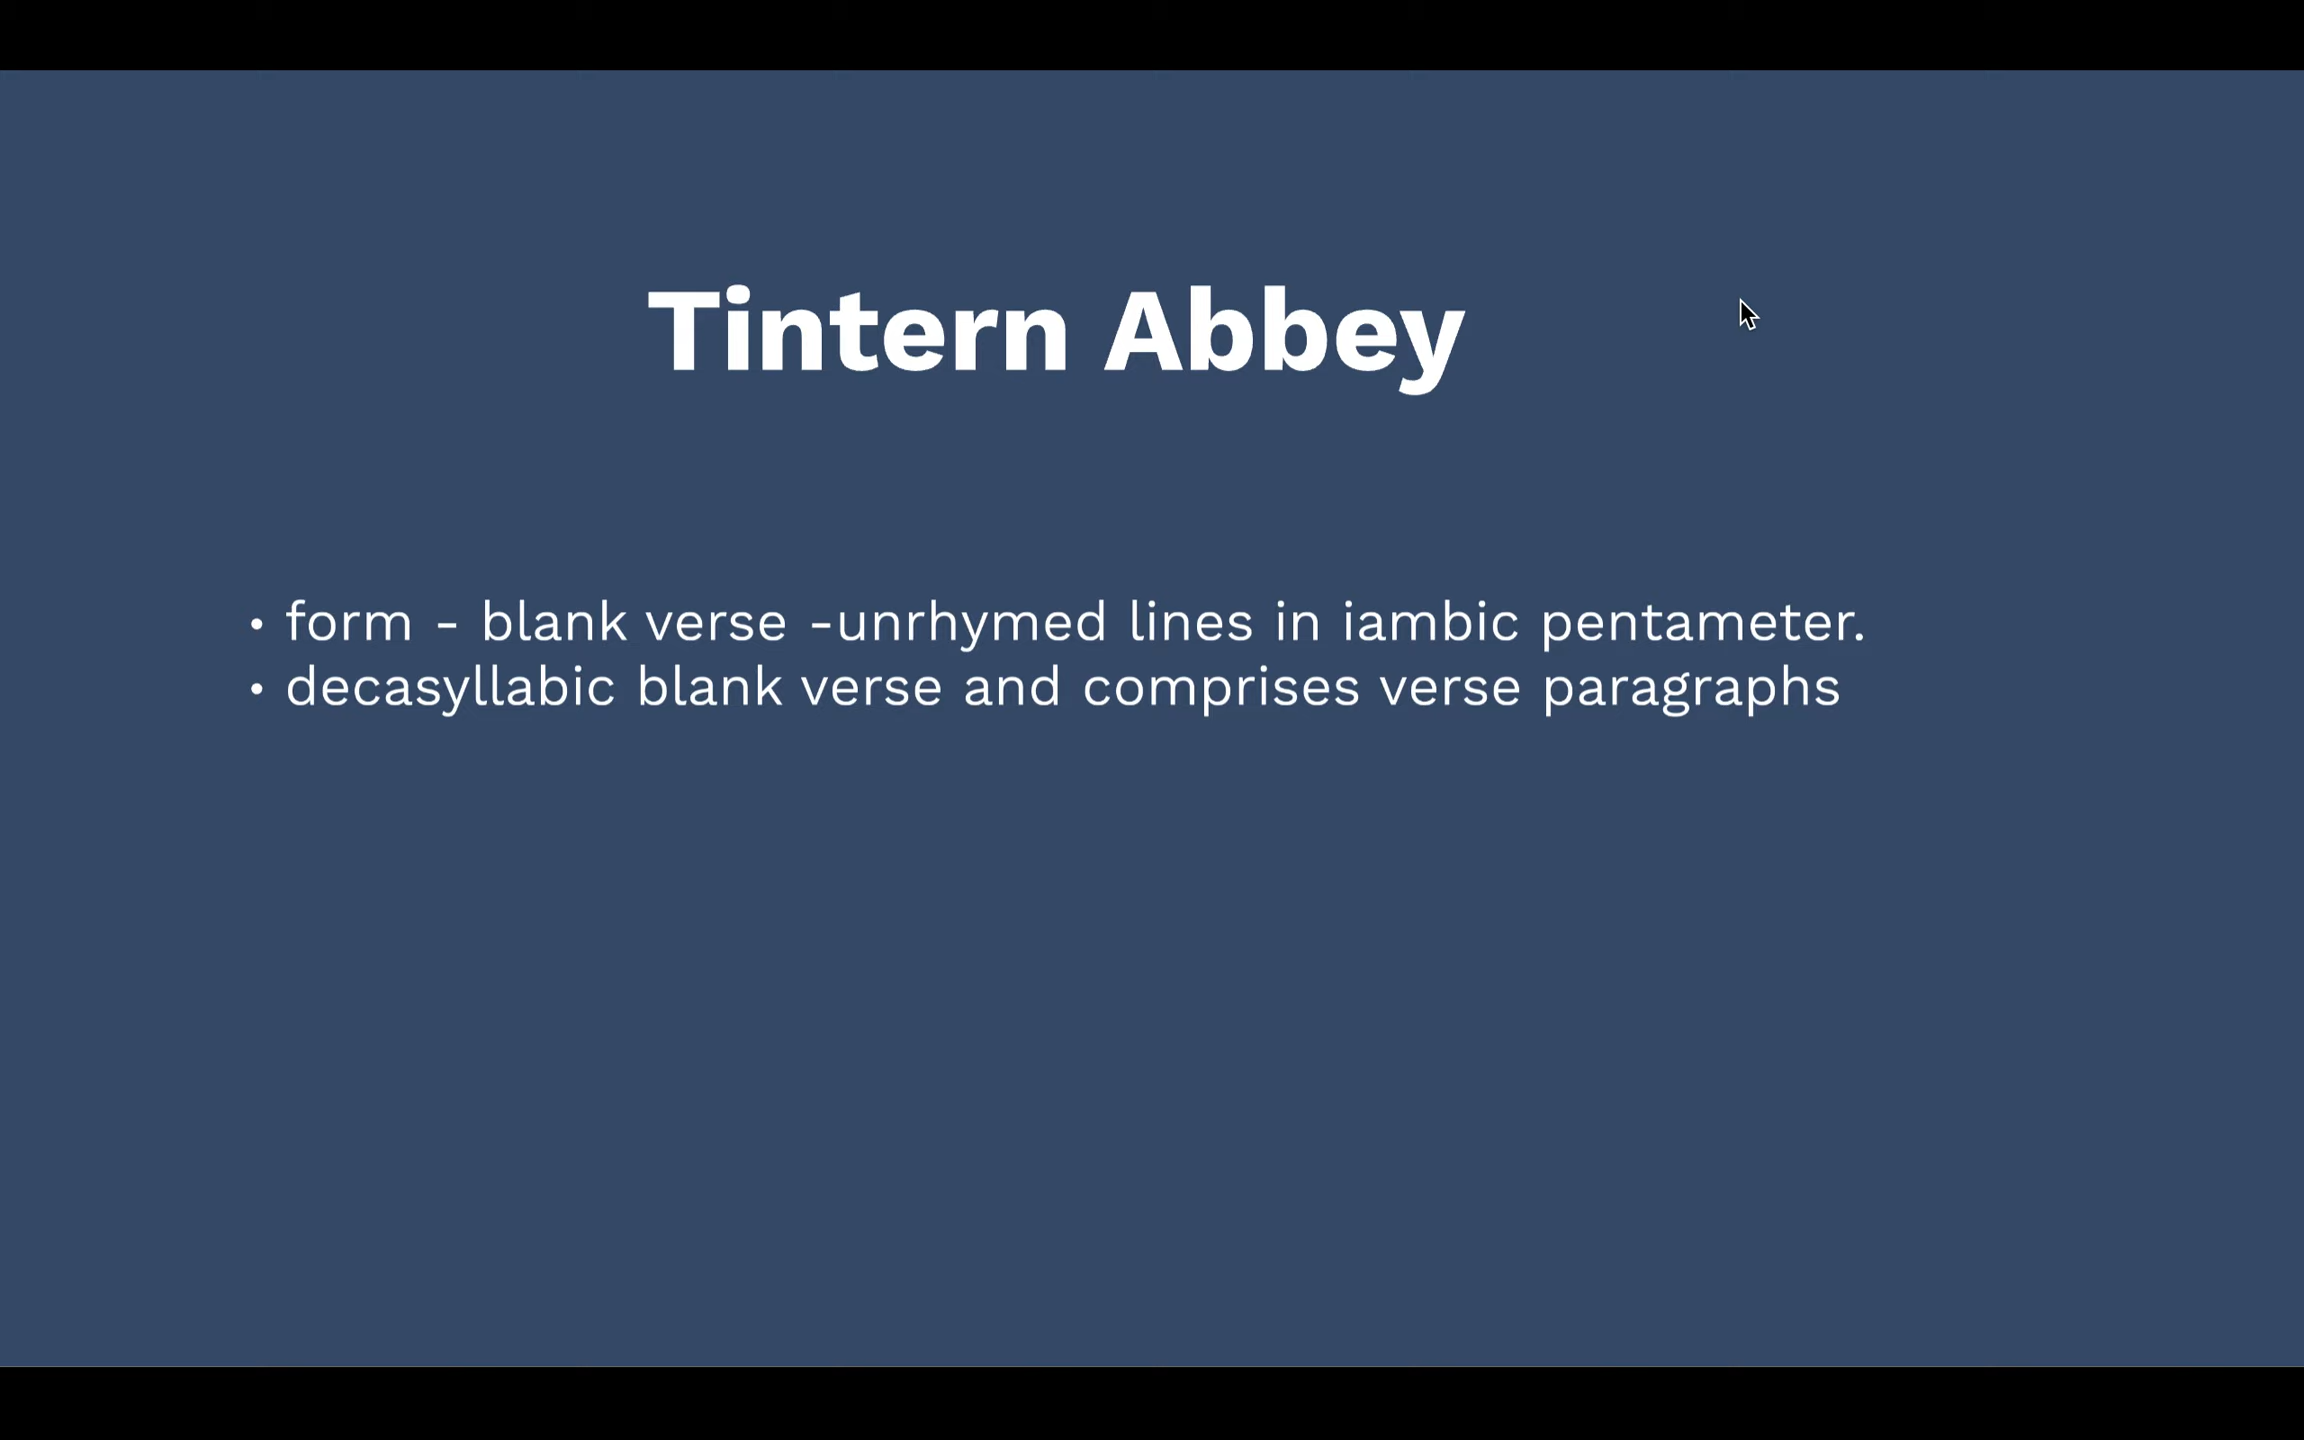 Tintern Abbey
• form - blank verse -unrhymed lines in iambic pentameter.
• decasyllabic blank verse and comprises verse paragraphs